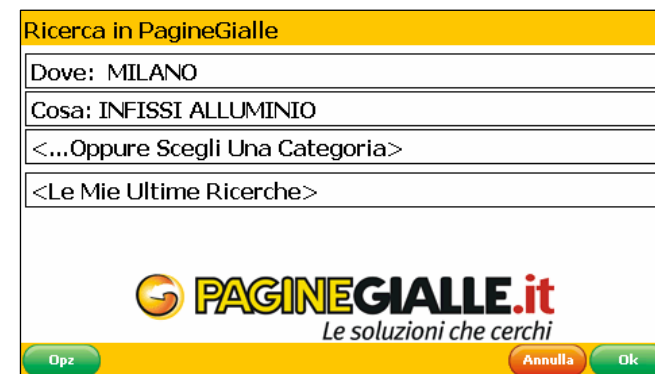 Ricerca in PagineGialle
Dove: MILANO
Cosa: INFISSI ALLUMINIO
<...Oppure Scegli Una Categoria>
<Le Mie Ultime Ricerche>
PAGINEGIALLE.it
Le soluzioni che cerchi
Opz Annulla Ok